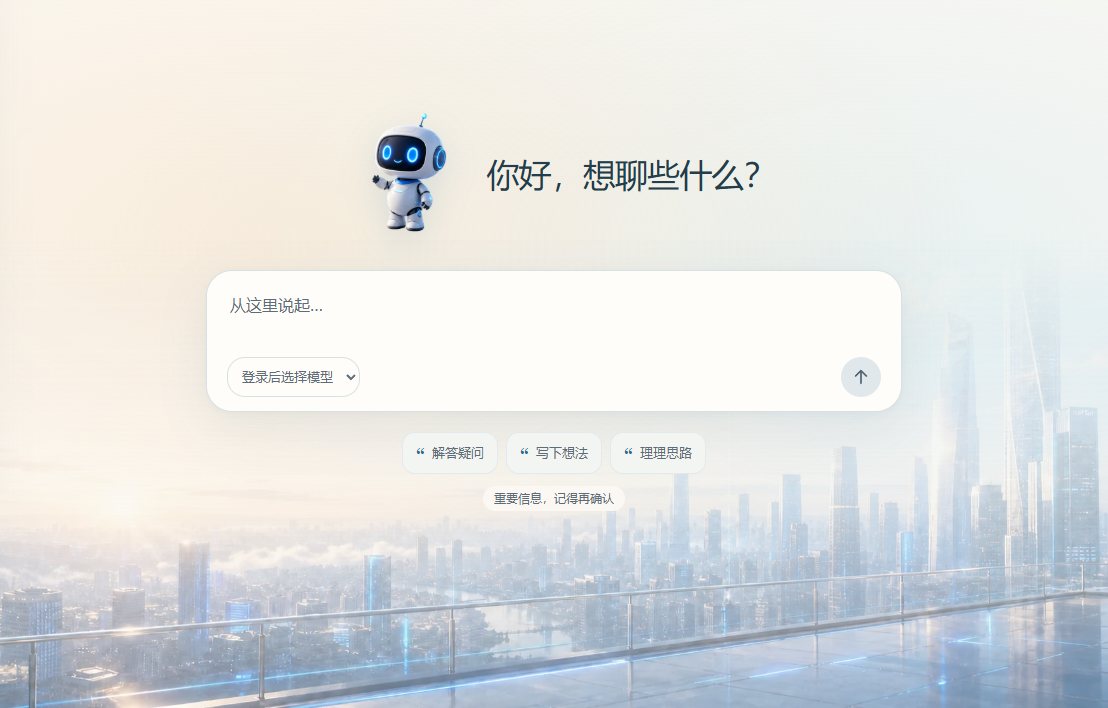 你好，想聊些什么？
从这里说起...
登录后选择模型
“ 解答疑问
“ 写下想法
“ 理理思路
重要信息，记得再确认